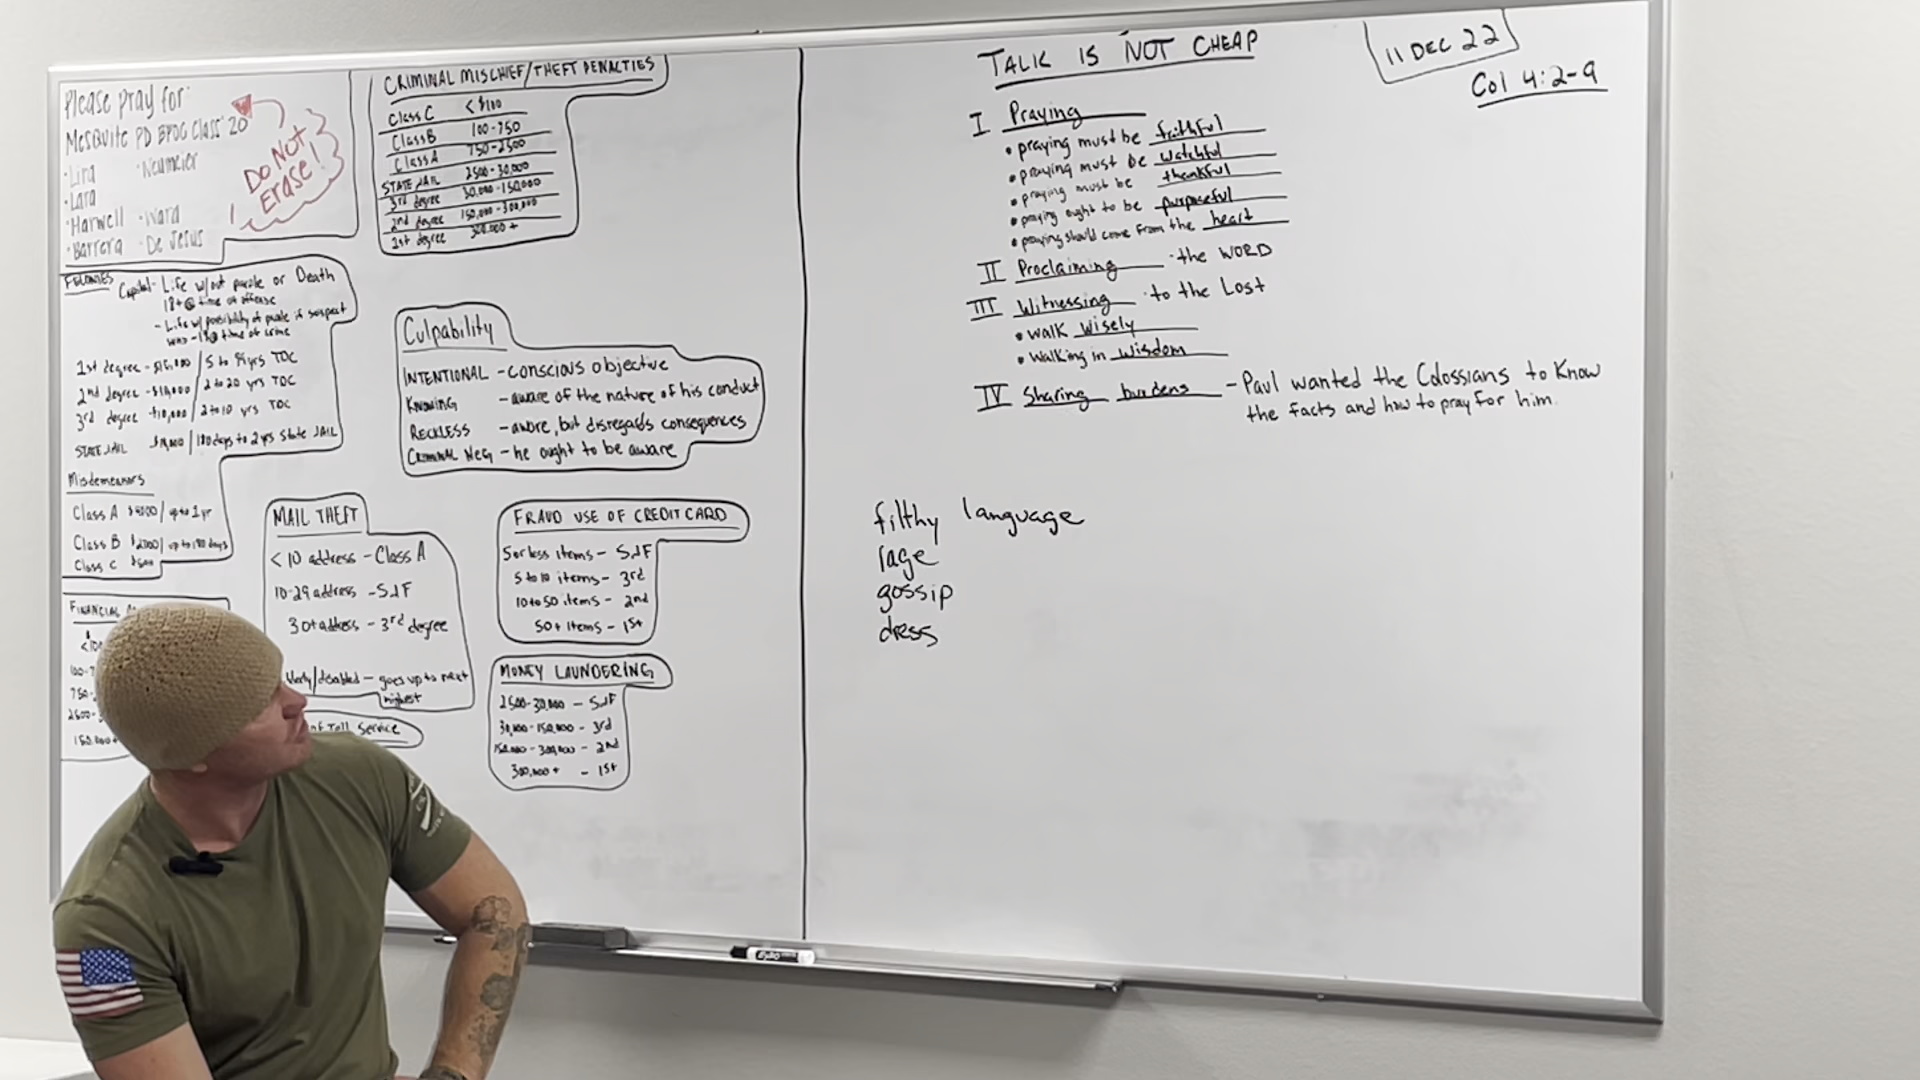 Please pray for:
Mesquite PD BPOC Class 20
· Lira · Neumeier
· Lara
· Harwell · Ward
· Barrera · De Jesus
DO NOT
ERASE!
CRIMINAL MISCHIEF/THEFT PENALTIES
Class C < $100
Class B 100-750
Class A 750-2500
STATE JAIL 2500-30,000
3rd degree 30,000-150,000
2nd degree 150,000-300,000
1st degree 300,000+
FELONIES
Capital - Life w/out parole or Death
18+ @ time of offense
- Life w/ possibility of parole if suspect
was -18 @ time of crime
1st degree - $10,000 / 5 to 99 yrs TDC
2nd degree - $10,000 / 2 to 20 yrs TDC
3rd degree - $10,000 / 2 to 10 yrs TDC
STATE JAIL $10,000 / 180 days to 2 yrs State JAIL
Misdemeanors
Class A $4000 / up to 1 yr
Class B $2000 / up to 180 days
Class C $500
Culpability
INTENTIONAL - conscious objective
KNOWING - aware of the nature of his conduct
RECKLESS - aware, but disregards consequences
CRIMINAL NEG - he ought to be aware
MAIL THEFT
< 10 address - Class A
10-29 address - SJF
30+ address - 3rd degree
/disabled - goes up to next
highest
FRAUD USE OF CREDIT CARD
5 or less items - SJF
5 to 10 items - 3rd
10 to 50 items - 2nd
50+ items - 1st
MONEY LAUNDERING
2500-30,000 - SJF
30,000-150,000 - 3rd
150,000-300,000 - 2nd
300,000+ - 1st
FINANCIAL
<100
750-
2500-
150,000+
of Toll Service
TALK IS NOT CHEAP
11 DEC 22
Col 4:2-9
I Praying
• praying must be faithful
• praying must be watchful
• praying must be thankful
• praying ought to be purposeful
• praying should come from the heart
II Proclaiming the WORD
III Witnessing to the Lost
• walk wisely
• walking in wisdom
IV Sharing burdens - Paul wanted the Colossians to Know
the facts and how to pray for him.
filthy language
rage
gossip
dress
EXPO